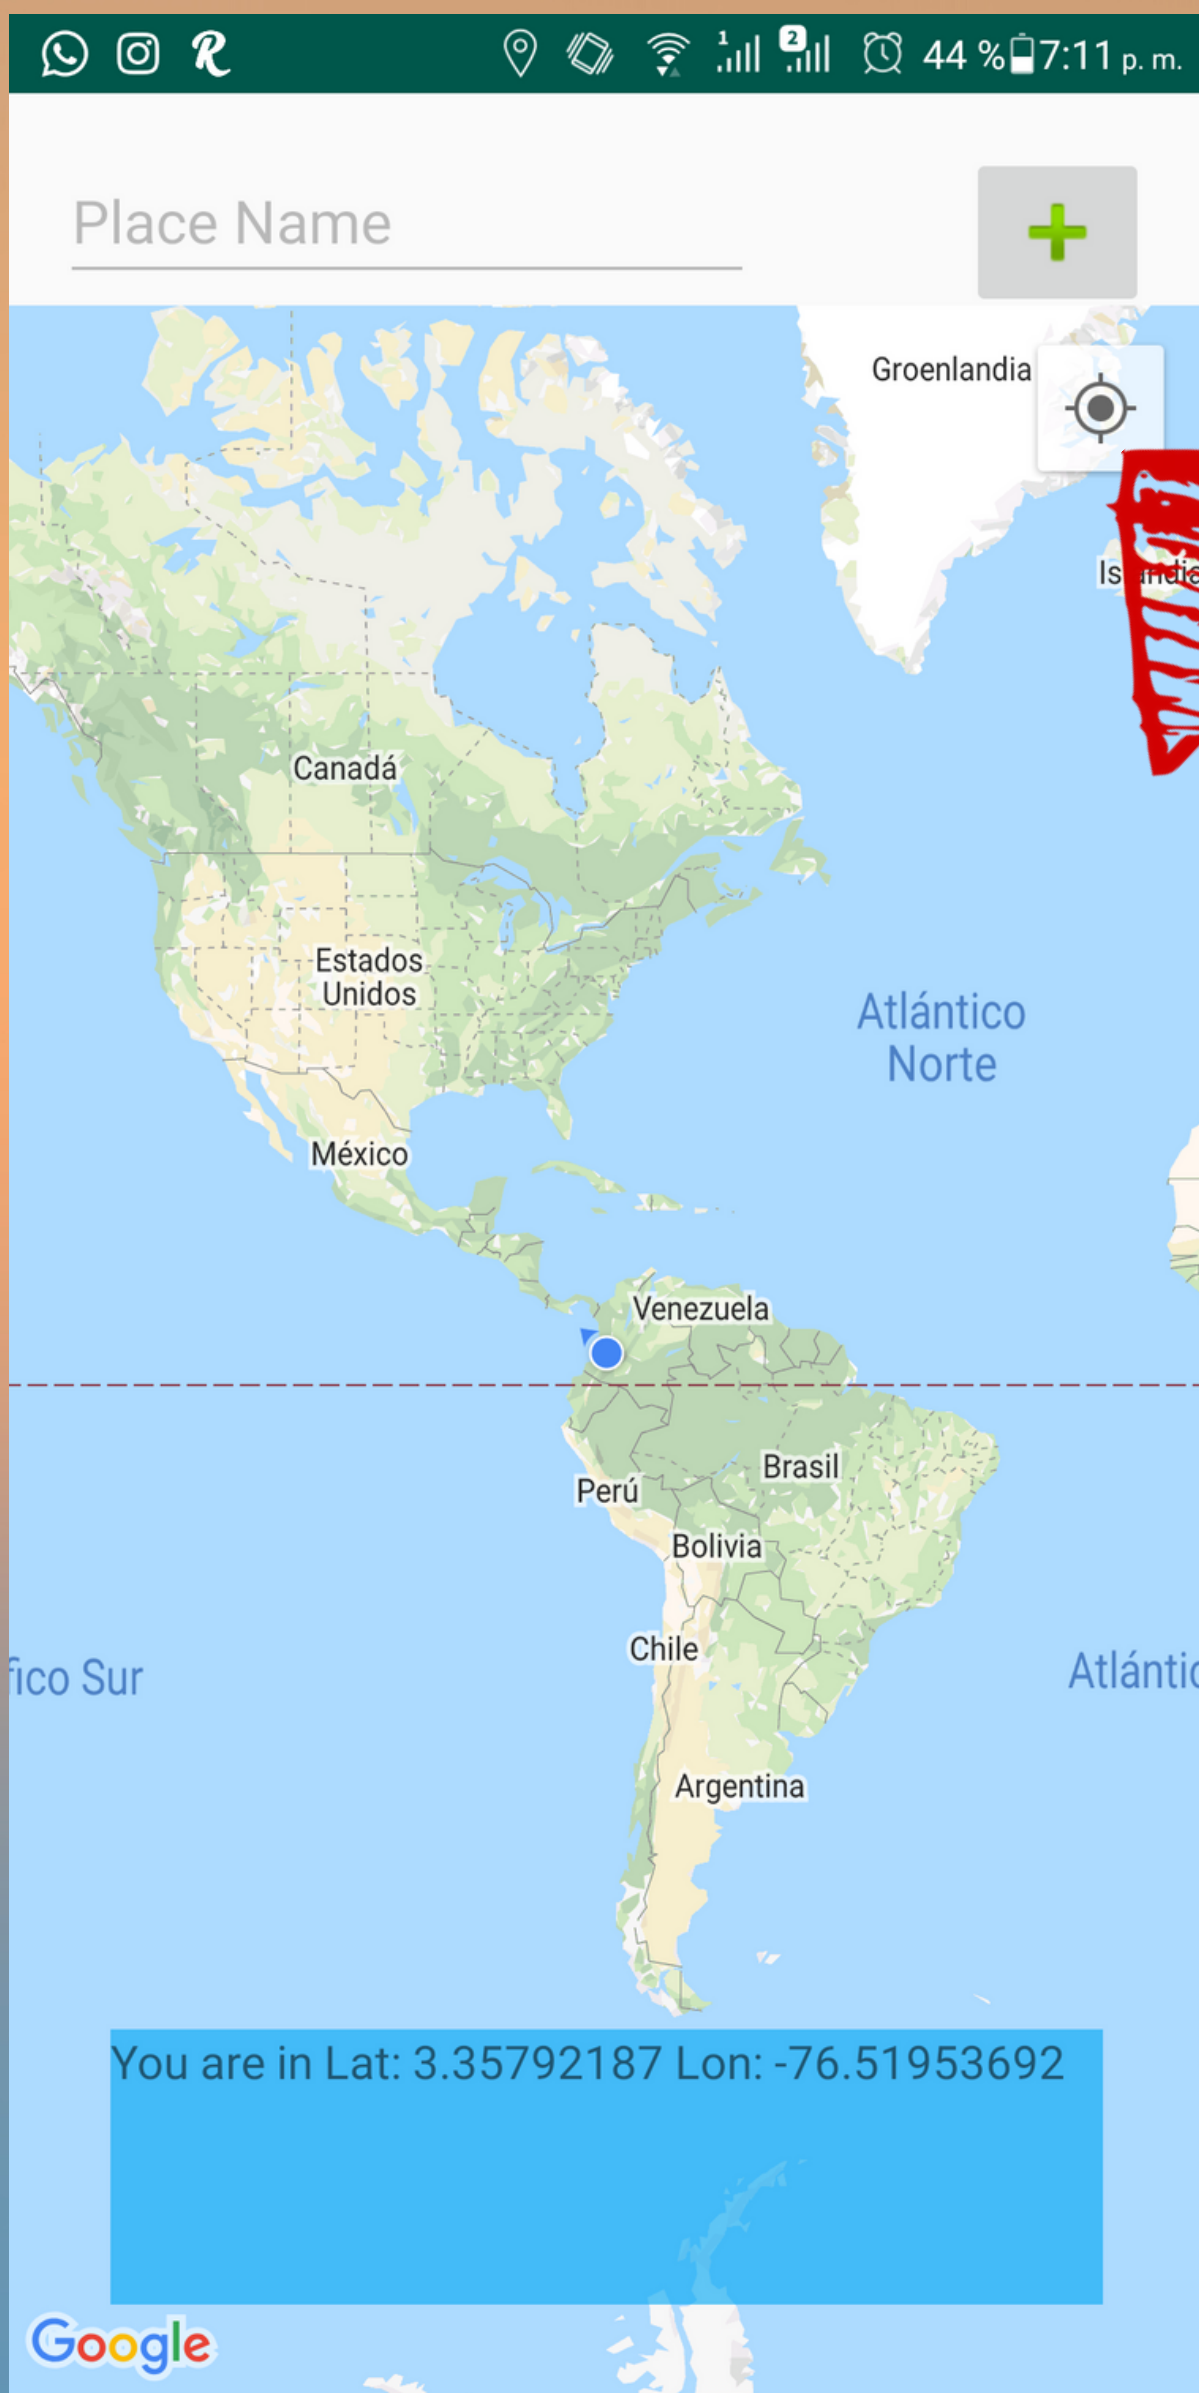 44 % 7:11 p. m.
Place Name
Groenlandia
Islandia
Canadá
Estados
Unidos
Atlántico
Norte
México
Venezuela
Brasil
Perú
Bolivia
Chile
fico Sur
Atlántic
Argentina
You are in Lat: 3.35792187 Lon: -76.51953692
Google